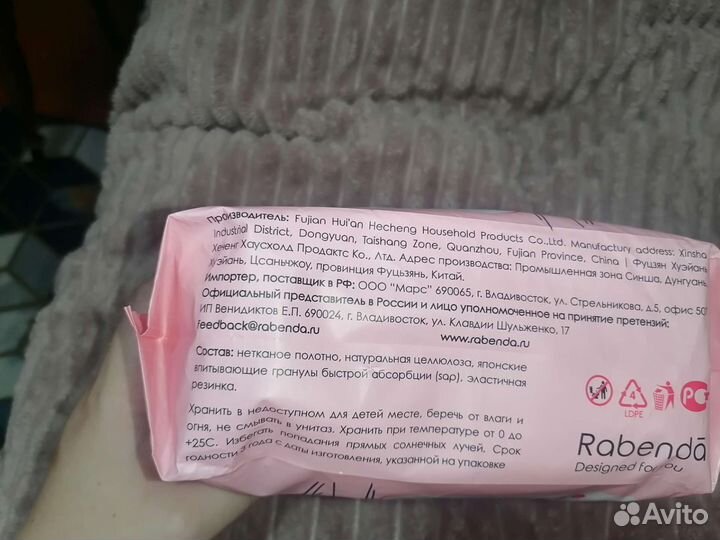 Производитель: Fujian Hui'an Hecheng Household Products Co.,Ltd. Manufactory address: Xinsha
Industrial District, Dongyuan, Taishang Zone, Quanzhou, Fujian Province, China | Фуцзян Хуэйань
Хеченг Хаусхолд Продактс Ко., Лтд. Адрес производства: Промышленная зона Синша, Дунгуань
Хуэйань, Цсаньчжоу, провинция Фуцзянь, Китай.
Импортер, поставщик в РФ: ООО "Марс" 690065, г. Владивосток, ул. Стрельникова, д.5, офис 507
Официальный представитель в России и лицо уполномоченное на принятие претензий:
ИП Венидиктов Е.П. 690024, г. Владивосток, ул. Клавдии Шульженко, 17
feedback@rabenda.ru www.rabenda.ru
Состав: нетканое полотно, натуральная целлюлоза, японские
впитывающие гранулы быстрой абсорбции (sap), эластичная
резинка.
Хранить в недоступном для детей месте, беречь от влаги и
огня, не смывать в унитаз. Хранить при температуре от 0 до
+25С. Избегать попадания прямых солнечных лучей. Срок
годности 3 года с даты изготовления, указанной на упаковке
4
LDPE
РС
Rabenda
Designed for you
Avito